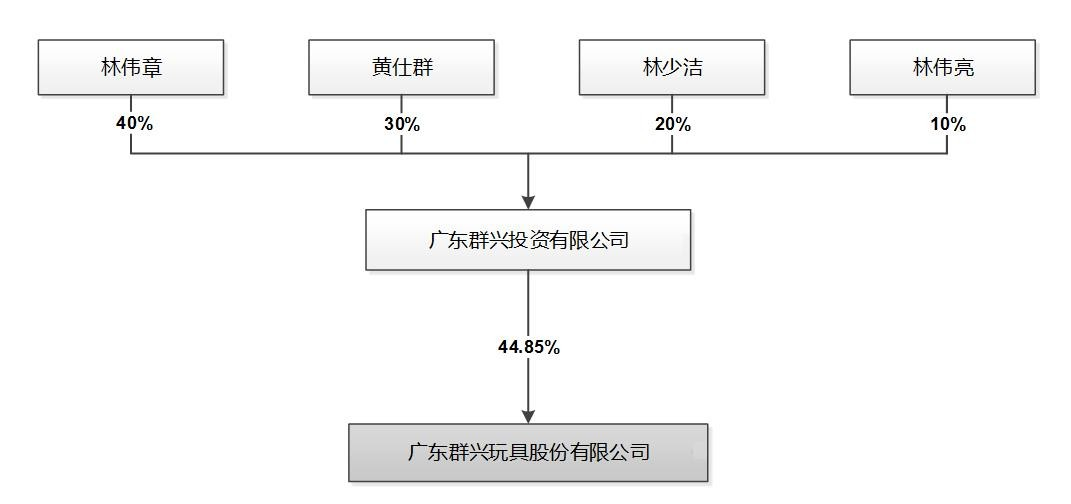 林伟章
黄仕群
林少洁
林伟亮
40%
30%
20%
10%
广东群兴投资有限公司
44.85%
广东群兴玩具股份有限公司